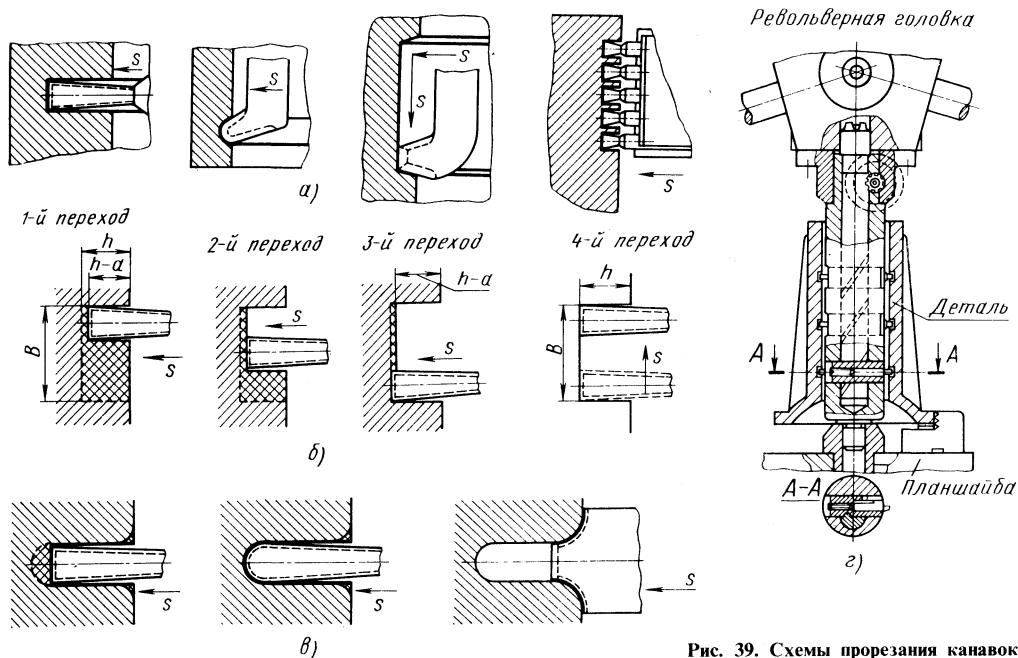 Револьверная головка
s
s
s
s
s
а)
1-й переход
2-й переход
3-й переход
4-й переход
h
h-a
h-a
h
B
s
s
s
B
s
б)
Деталь
A
A
A-A
Планшайба
г)
s
s
s
в)
Рис. 39. Схемы прорезания канавок